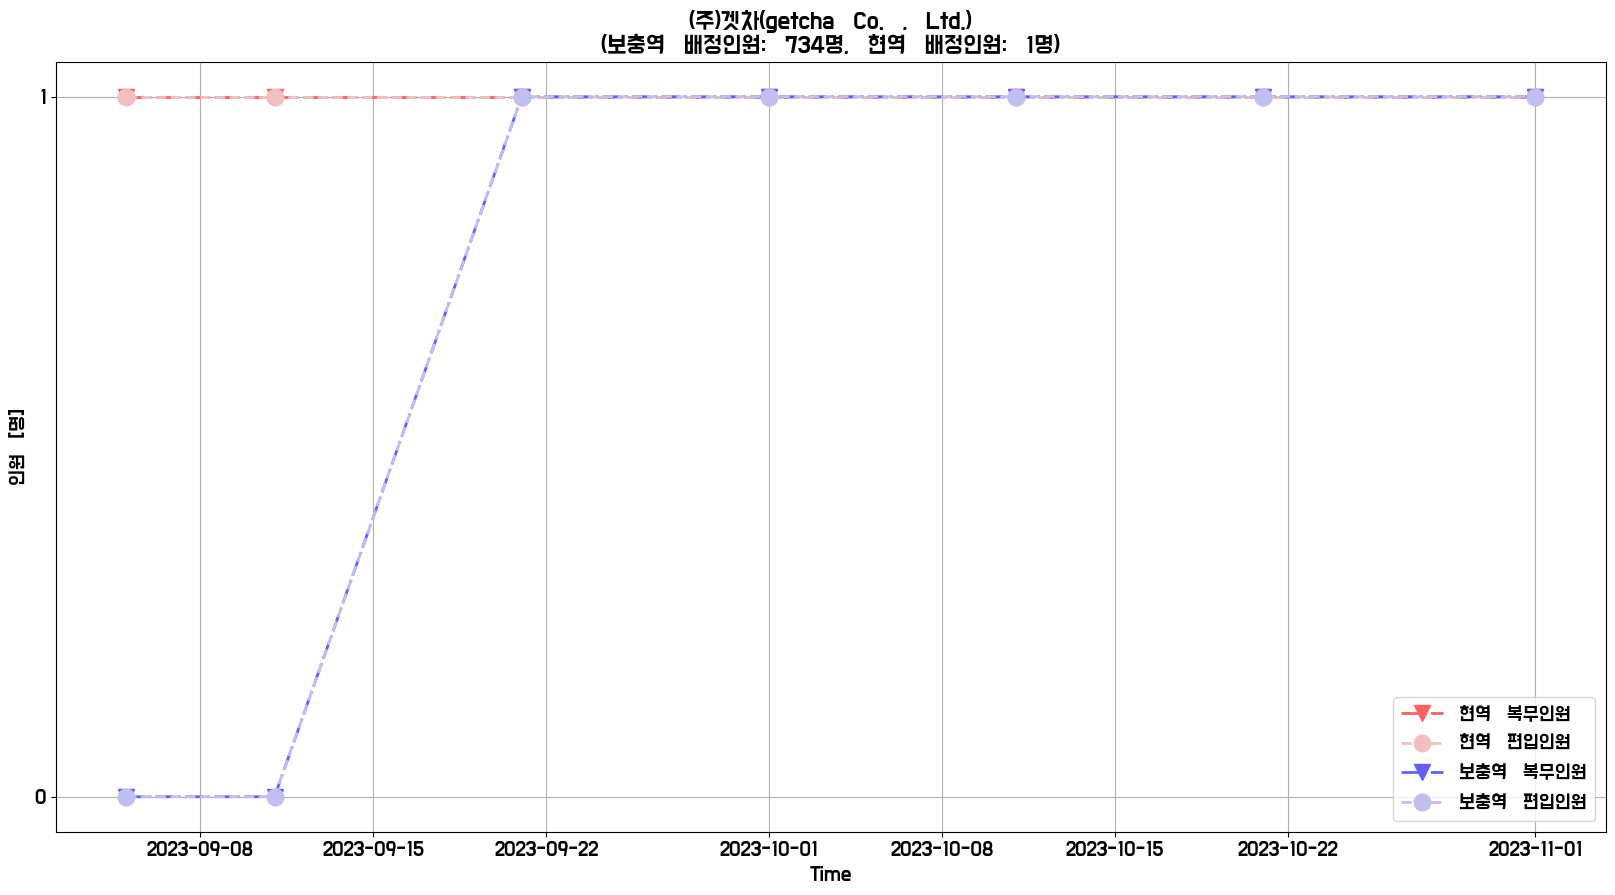 (주)겟차(getcha Co. , Ltd.)
(보충역 배정인원: 734명, 현역 배정인원: 1명)
1
0
인원 [명]
2023-09-08
2023-09-15
2023-09-22
2023-10-01
2023-10-08
2023-10-15
2023-10-22
2023-11-01
Time
현역 복무인원
현역 편입인원
보충역 복무인원
보충역 편입인원